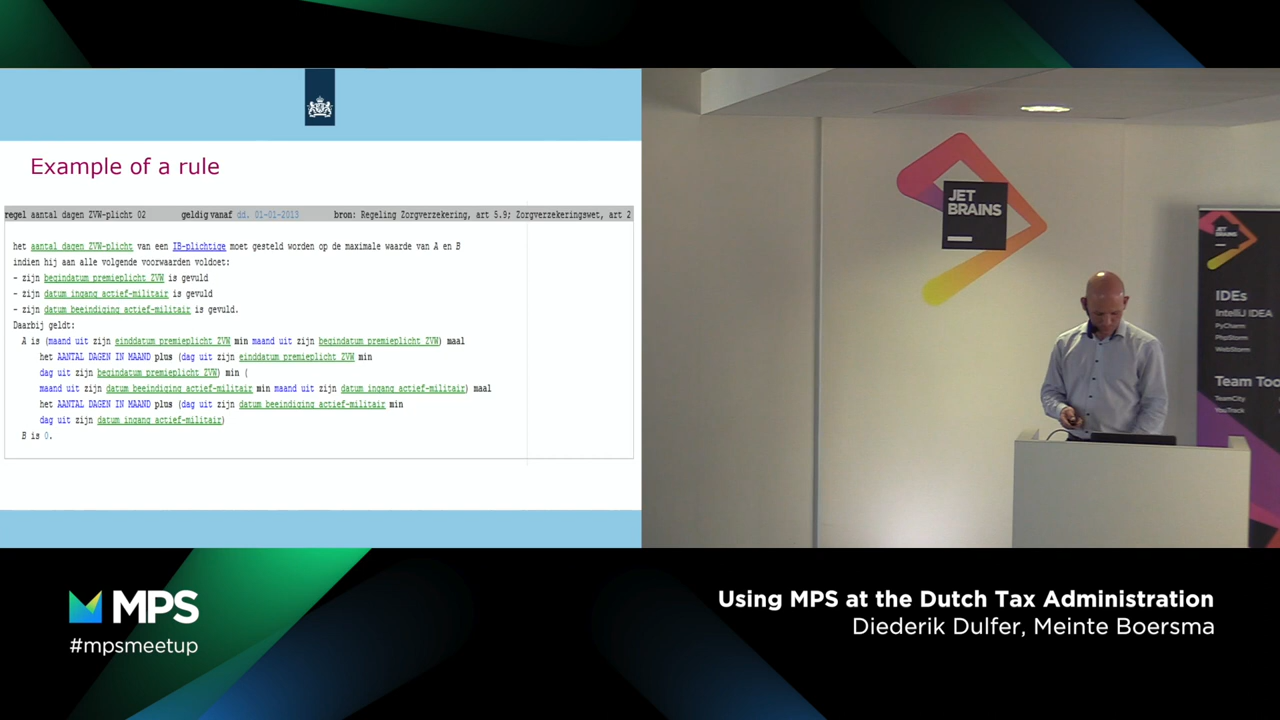 Example of a rule
regel aantal dagen ZVW-plicht 02 geldig vanaf dd. 01-01-2013 bron: Regeling Zorgverzekering, art 5.9; Zorgverzekeringswet, art 2
het aantal dagen ZVW-plicht van een IB-plichtige moet gesteld worden op de maximale waarde van A en B
indien hij aan alle volgende voorwaarden voldoet:
- zijn begindatum premieplicht ZVW is gevuld
- zijn datum ingang actief-militair is gevuld
- zijn datum beeindiging actief-militair is gevuld.
Daarbij geldt:
A is (maand uit zijn einddatum premieplicht ZVW min maand uit zijn begindatum premieplicht ZVW) maal
het AANTAL DAGEN IN MAAND plus (dag uit zijn einddatum premieplicht ZVW min
dag uit zijn begindatum premieplicht ZVW) min (
maand uit zijn datum beeindiging actief-militair min maand uit zijn datum ingang actief-militair) maal
het AANTAL DAGEN IN MAAND plus (dag uit zijn datum beeindiging actief-militair min
dag uit zijn datum ingang actief-militair)
B is 0.
JET
BRAINS
JET
BRAINS
IDEs
IntelliJ IDEA
PyCharm
PhpStorm
WebStorm
Team Too
TeamCity
YouTrack
MPS
#mpsmeetup
Using MPS at the Dutch Tax Administration
Diederik Dulfer, Meinte Boersma